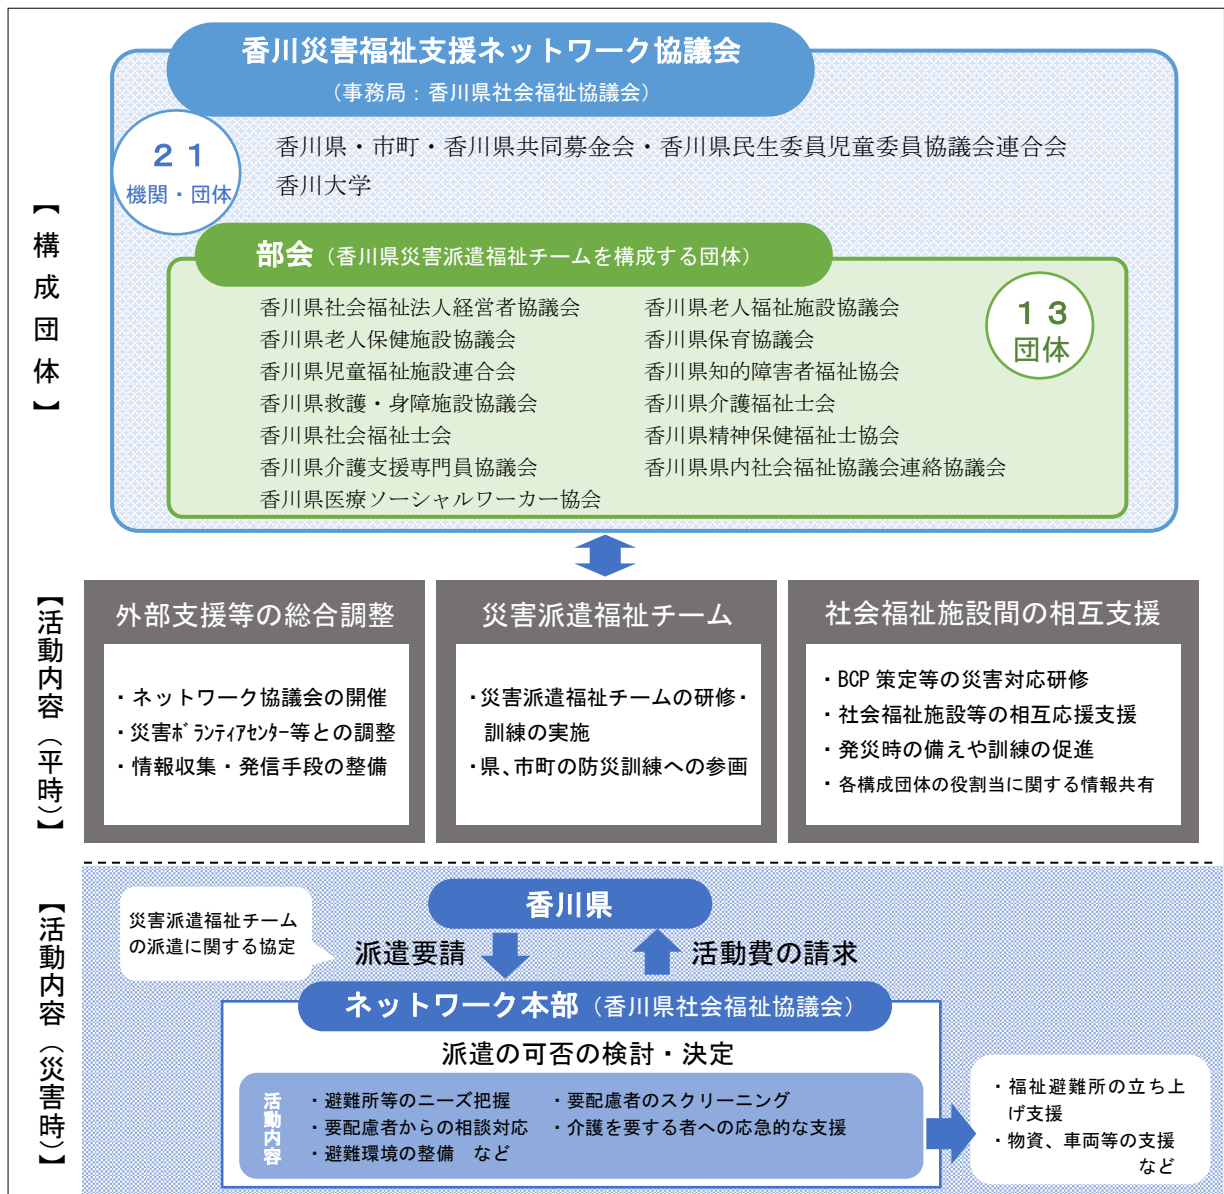 香川災害福祉支援ネットワーク協議会
（事務局：香川県社会福祉協議会）
２１
機関・団体
香川県・市町・香川県共同募金会・香川県民生委員児童委員協議会連合会
香川大学
【構成団体】
部会（香川県災害派遣福祉チームを構成する団体）
１３
団体
香川県社会福祉法人経営者協議会
香川県老人福祉施設協議会
香川県老人保健施設協議会
香川県保育協議会
香川県児童福祉施設連合会
香川県知的障害者福祉協会
香川県救護・身障施設協議会
香川県介護福祉士会
香川県社会福祉士会
香川県精神保健福祉士協会
香川県介護支援専門員協議会
香川県県内社会福祉協議会連絡協議会
香川県医療ソーシャルワーカー協会
【活動内容（平時）】
外部支援等の総合調整
・ネットワーク協議会の開催
・災害ﾎﾞﾗﾝﾃｨｱｾﾝﾀｰ等との調整
・情報収集・発信手段の整備
災害派遣福祉チーム
・災害派遣福祉チームの研修・
訓練の実施
・県、市町の防災訓練への参画
社会福祉施設間の相互支援
・BCP 策定等の災害対応研修
・社会福祉施設等の相互応援支援
・発災時の備えや訓練の促進
・各構成団体の役割当に関する情報共有
【活動内容（災害時）】
香川県
災害派遣福祉チーム
の派遣に関する協定
派遣要請
活動費の請求
ネットワーク本部（香川県社会福祉協議会）
派遣の可否の検討・決定
活動内容
・避難所等のニーズ把握
・要配慮者のスクリーニング
・要配慮者からの相談対応
・介護を要する者への応急的な支援
・避難環境の整備　など
・福祉避難所の立ち上
げ支援
・物資、車両等の支援
など